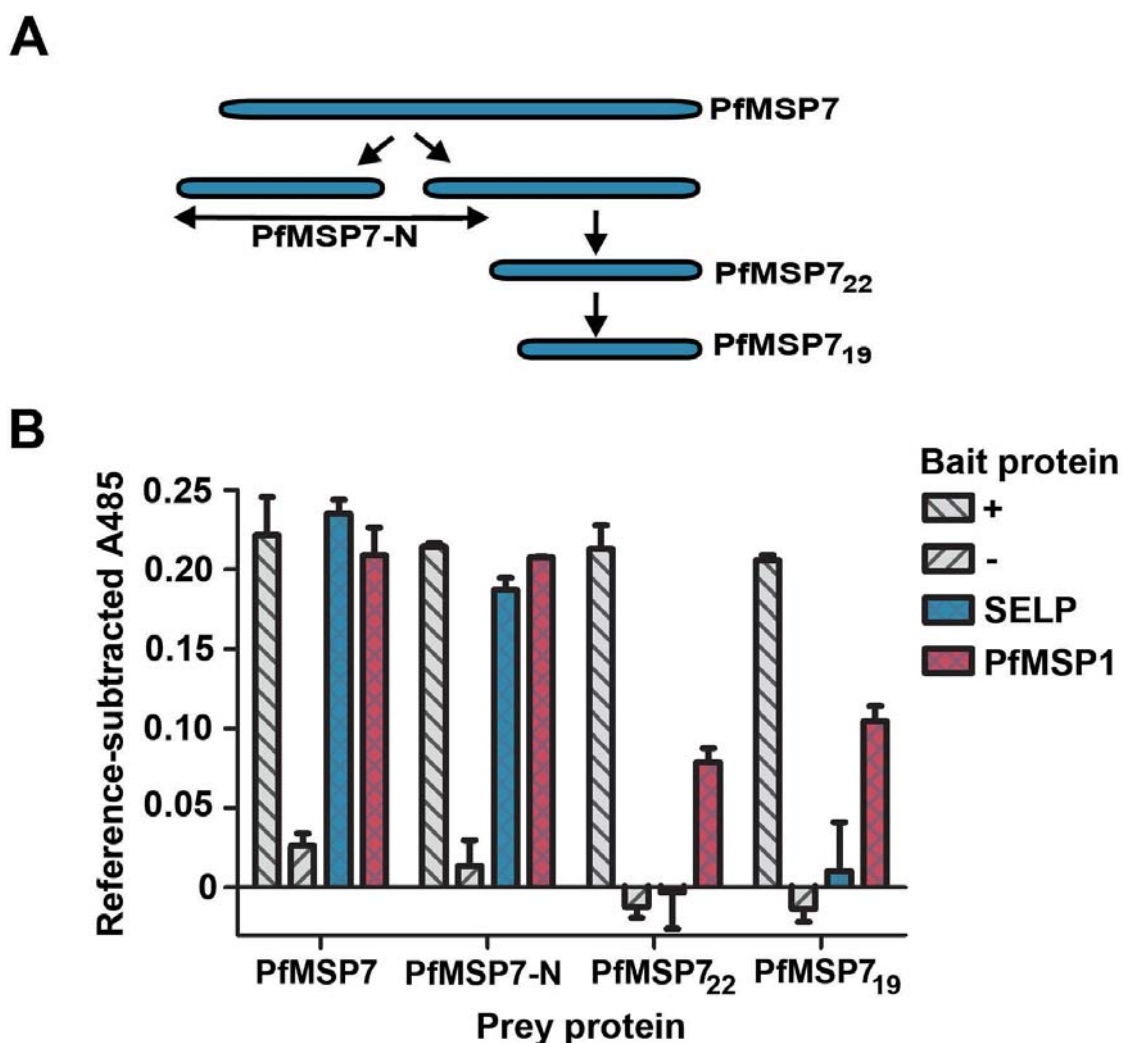 A
PfMSP7
PfMSP7-N
PfMSP7₂₂
PfMSP7₁₉
B
Reference-subtracted A485
0.25
0.20
0.15
0.10
0.05
0
PfMSP7
PfMSP7-N
PfMSP7₂₂
PfMSP7₁₉
Prey protein
Bait protein
+
-
SELP
PfMSP1